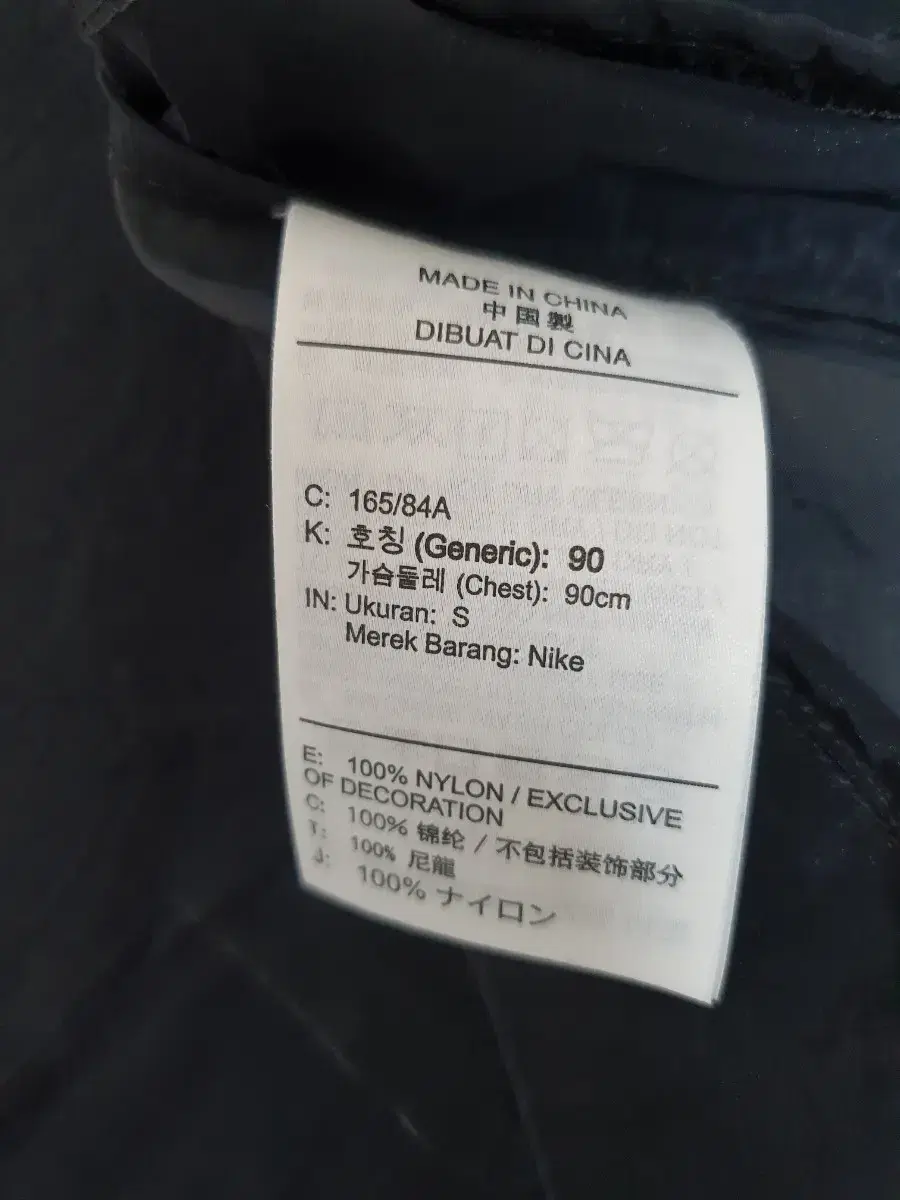 MADE IN CHINA
中国製
DIBUAT DI CINA
C: 165/84A
K: 호칭 (Generic): 90
가슴둘레 (Chest): 90cm
IN: Ukuran: S
Merek Barang: Nike
E: 100% NYLON / EXCLUSIVE
OF DECORATION
C: 100% 锦纶 / 不包括装饰部分
T: 100% 尼龍
J: 100% ナイロン